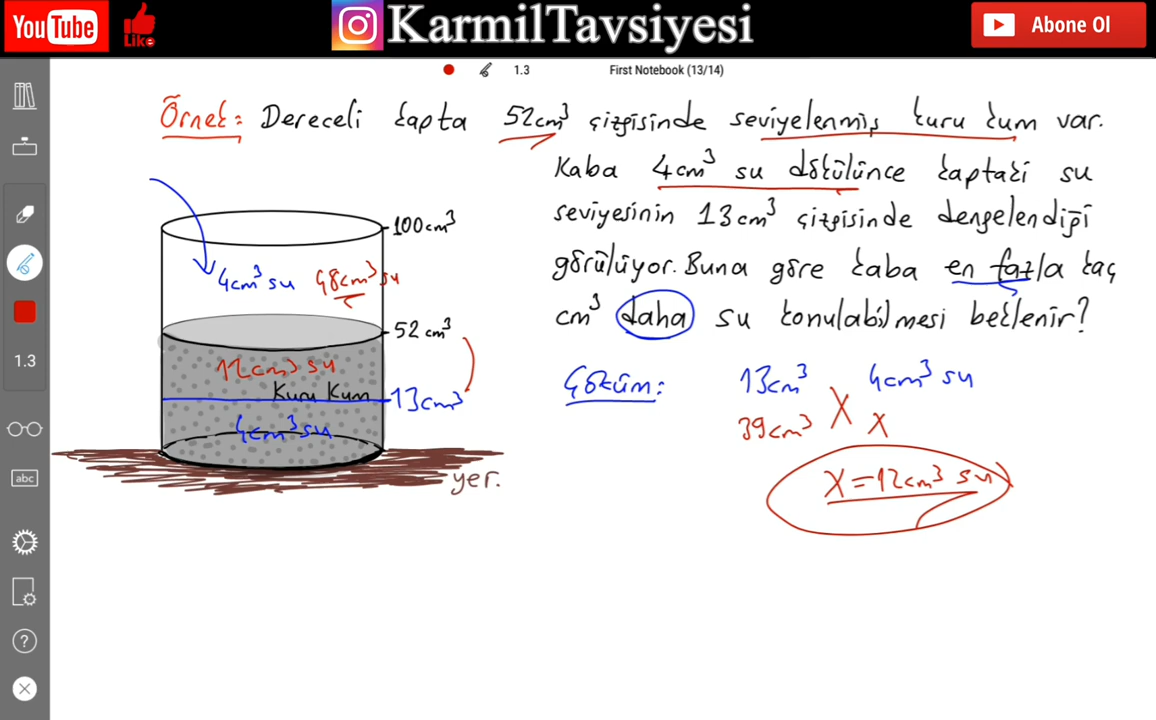 YouTube
Like
KarmilTavsiyesi
Abone Ol
1.3
First Notebook (13/14)
Örnek: Dereceli kapta 52cm³ çizgisinde seviyelenmiş kuru kum var.
Kaba 4cm³ su dökülünce kaptaki su
seviyesinin 13cm³ çizgisinde dengelendiği
görülüyor. Buna göre kaba en fazla kaç
cm³ daha su konulabilmesi beklenir?
100cm³
4cm³ su
48cm³ su
52cm³
12cm³ su
Kuru Kum
13cm³
4cm³ su
yer.
Çözüm:
13cm³ 4cm³ su
39cm³ X x
X=12cm³ su
1.3
abc
?